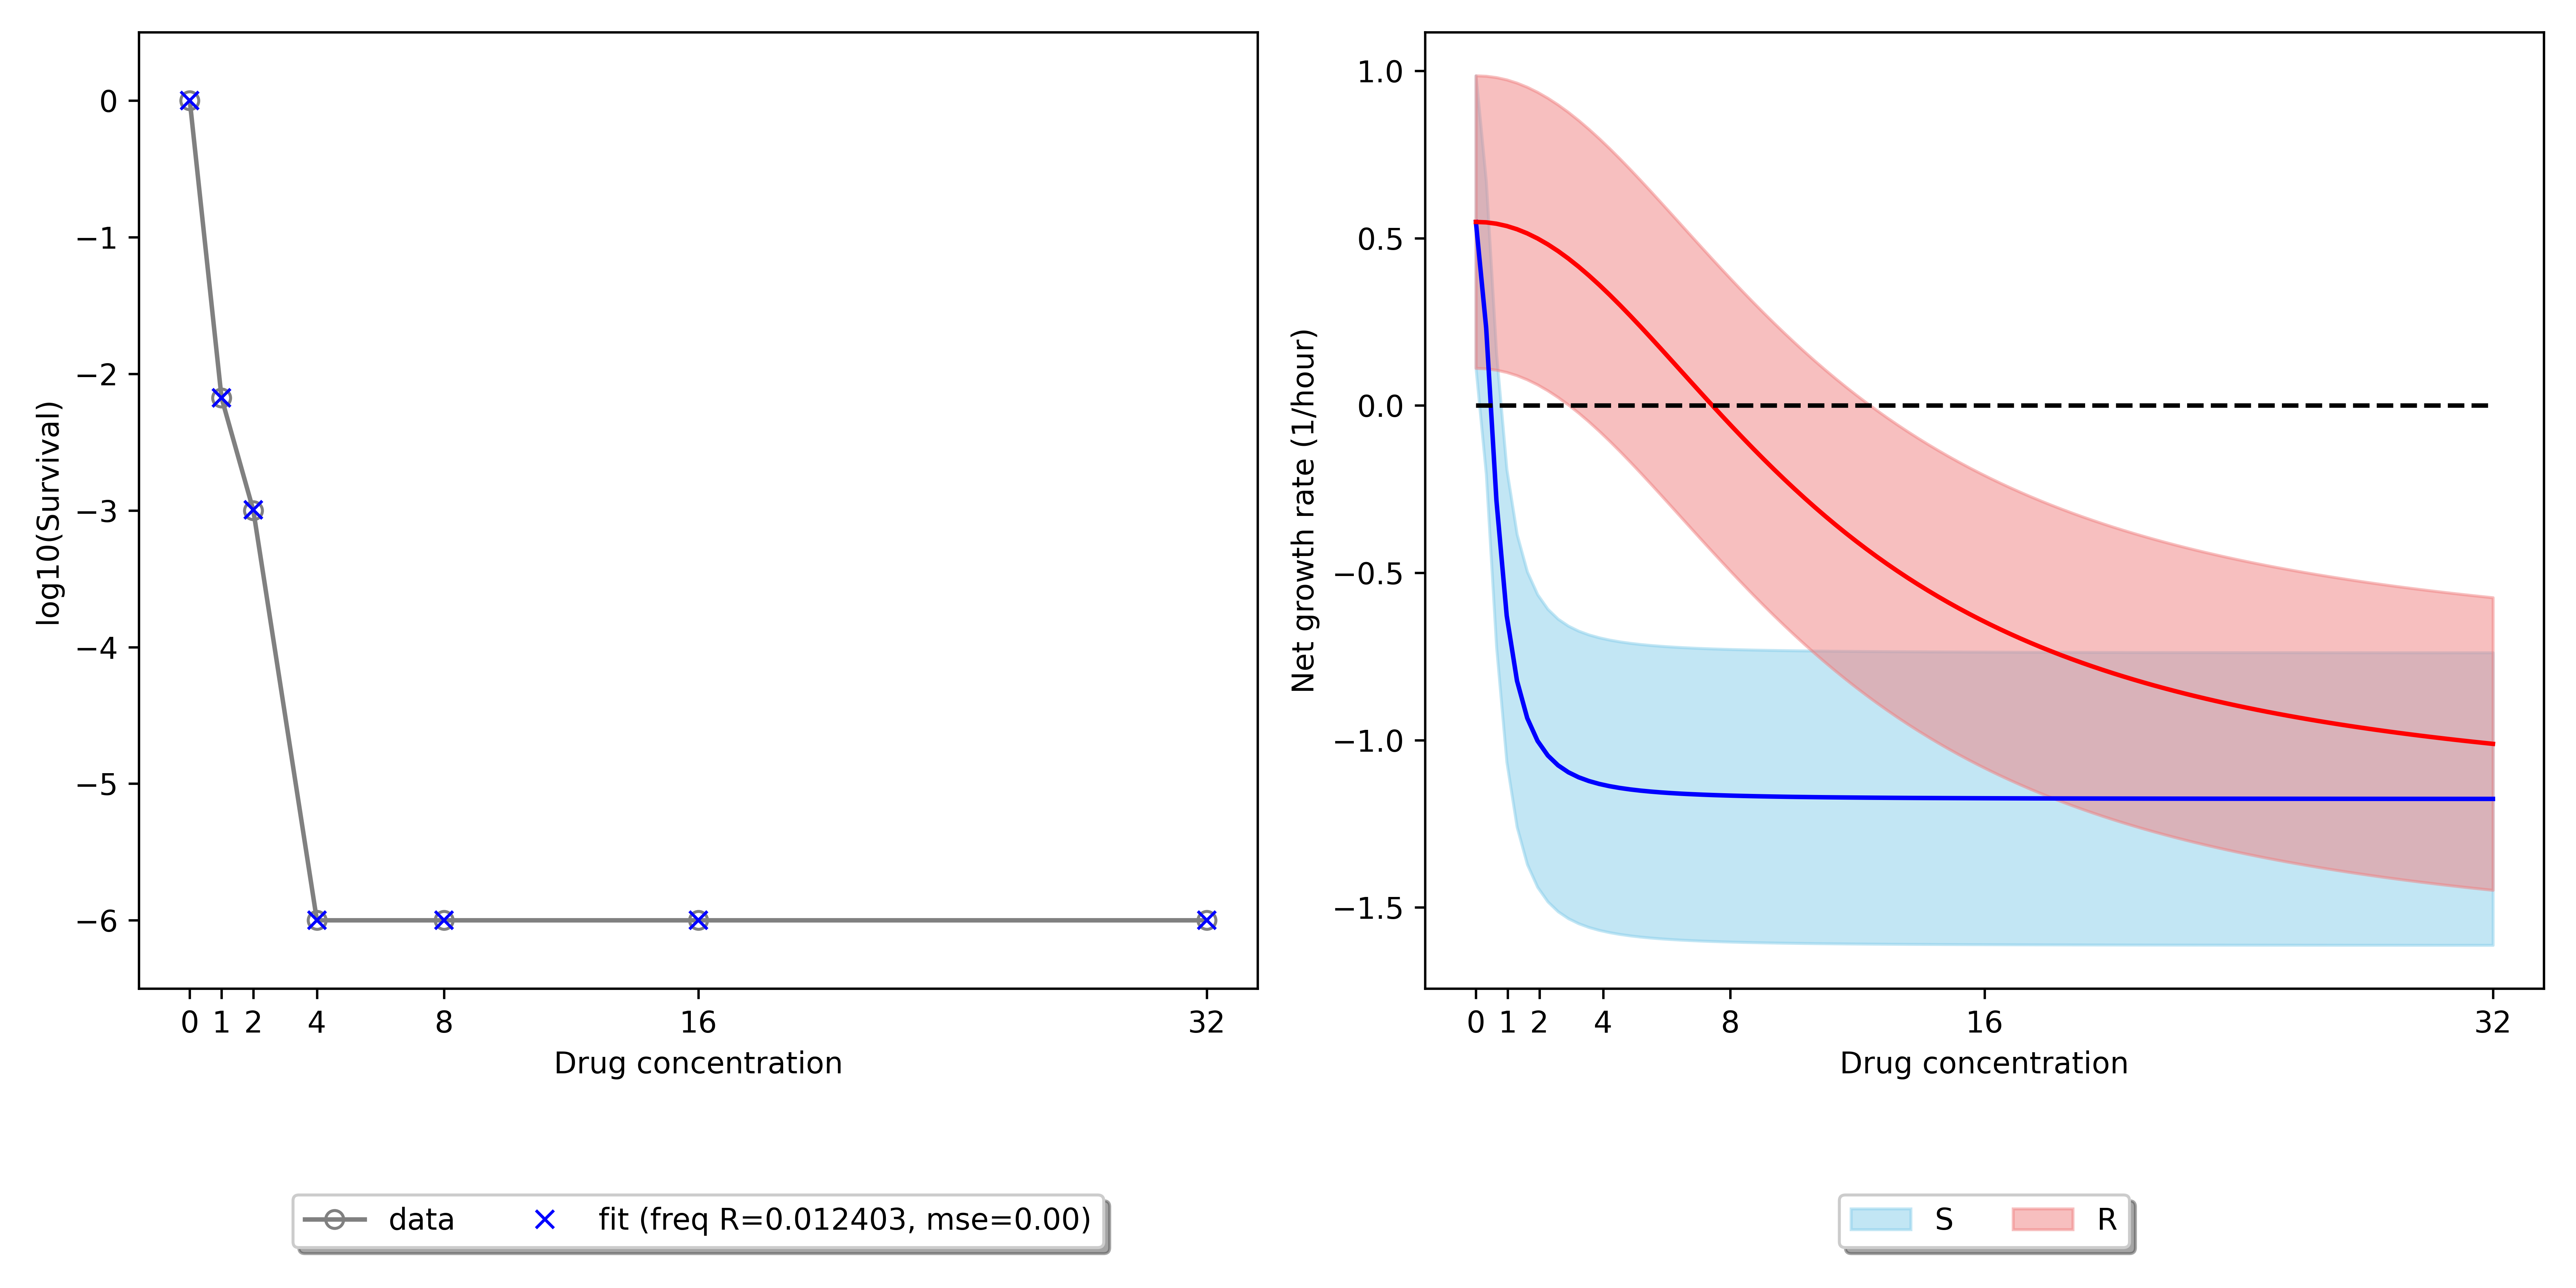 0
−1
−2
−3
−4
−5
−6
log10(Survival)
0 1 2 4 8 16 32
Drug concentration
data fit (freq R=0.012403, mse=0.00)
1.0
0.5
0.0
−0.5
−1.0
−1.5
Net growth rate (1/hour)
0 1 2 4 8 16 32
Drug concentration
S R